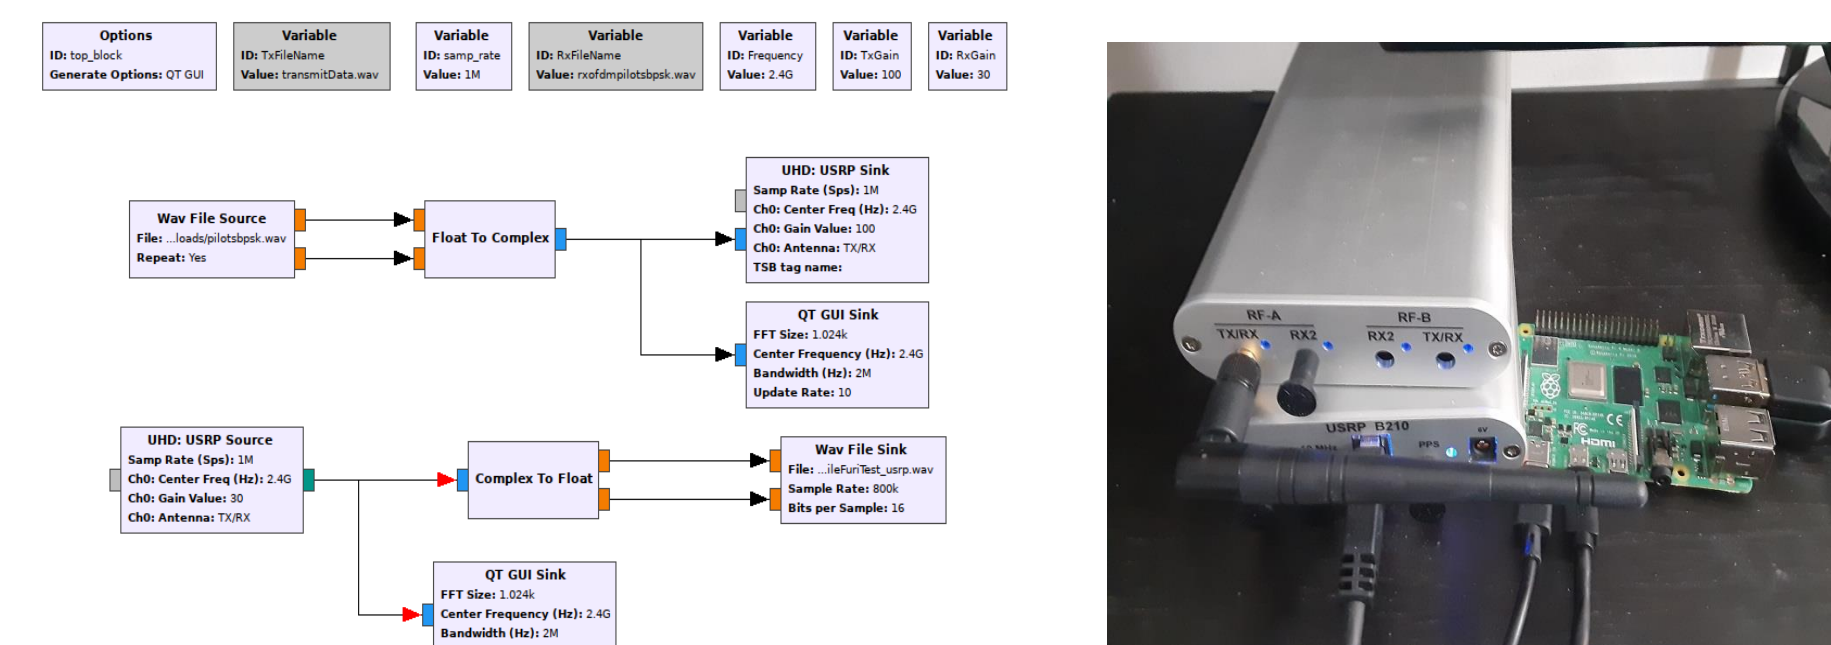 Options
ID: top_block
Generate Options: QT GUI
Variable
ID: TxFileName
Value: transmitData.wav
Variable
ID: samp_rate
Value: 1M
Variable
ID: RxFileName
Value: rxofdmpilotsbpsk.wav
Variable
ID: Frequency
Value: 2.4G
Variable
ID: TxGain
Value: 100
Variable
ID: RxGain
Value: 30
Wav File Source
File: ...loads/pilotsbpsk.wav
Repeat: Yes
Float To Complex
UHD: USRP Sink
Samp Rate (Sps): 1M
Ch0: Center Freq (Hz): 2.4G
Ch0: Gain Value: 100
Ch0: Antenna: TX/RX
TSB tag name:
QT GUI Sink
FFT Size: 1.024k
Center Frequency (Hz): 2.4G
Bandwidth (Hz): 2M
Update Rate: 10
UHD: USRP Source
Samp Rate (Sps): 1M
Ch0: Center Freq (Hz): 2.4G
Ch0: Gain Value: 30
Ch0: Antenna: TX/RX
Complex To Float
Wav File Sink
File: ...ileFuriTest_usrp.wav
Sample Rate: 800k
Bits per Sample: 16
QT GUI Sink
FFT Size: 1.024k
Center Frequency (Hz): 2.4G
Bandwidth (Hz): 2M
RF-A
RF-B
TX/RX
RX2
RX2
TX/RX
USRP B210
PPS
6V
HDMI